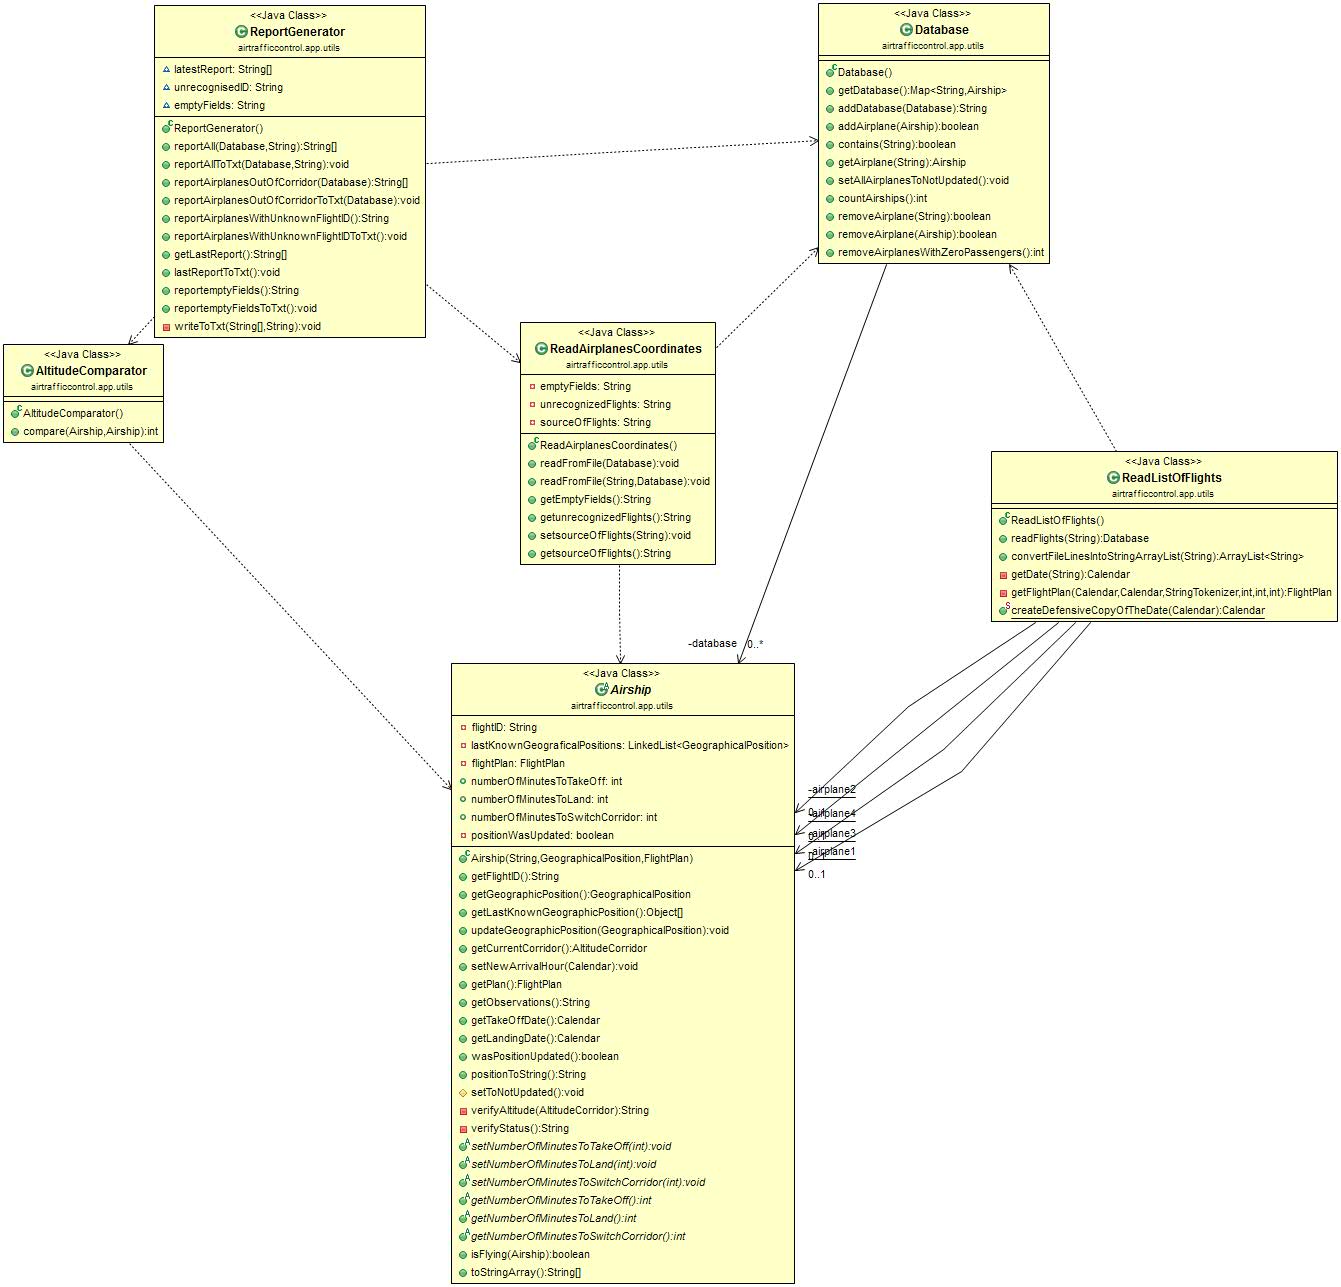 <<Java Class>>
ReportGenerator
airtrafficcontrol.app.utils
latestReport: String[]
unrecognisedID: String
emptyFields: String
ReportGenerator()
reportAll(Database,String):String[]
reportAllToTxt(Database,String):void
reportAirplanesOutOfCorridor(Database):String[]
reportAirplanesOutOfCorridorToTxt(Database):void
reportAirplanesWithUnknownFlightID():String
reportAirplanesWithUnknownFlightIDToTxt():void
getLastReport():String[]
lastReportToTxt():void
reportemptyFields():String
reportemptyFieldsToTxt():void
writeToTxt(String[],String):void
<<Java Class>>
Database
airtrafficcontrol.app.utils
Database()
getDatabase():Map<String,Airship>
addDatabase(Database):String
addAirplane(Airship):boolean
contains(String):boolean
getAirplane(String):Airship
setAllAirplanesToNotUpdated():void
countAirships():int
removeAirplane(String):boolean
removeAirplane(Airship):boolean
removeAirplanesWithZeroPassengers():int
<<Java Class>>
AltitudeComparator
airtrafficcontrol.app.utils
AltitudeComparator()
compare(Airship,Airship):int
<<Java Class>>
ReadAirplanesCoordinates
airtrafficcontrol.app.utils
emptyFields: String
unrecognizedFlights: String
sourceOfFlights: String
ReadAirplanesCoordinates()
readFromFile(Database):void
readFromFile(String,Database):void
getEmptyFields():String
getunrecognizedFlights():String
setsourceOfFlights(String):void
getsourceOfFlights():String
<<Java Class>>
ReadListOfFlights
airtrafficcontrol.app.utils
ReadListOfFlights()
readFlights(String):Database
convertFileLinesIntoStringArrayList(String):ArrayList<String>
getDate(String):Calendar
getFlightPlan(Calendar,Calendar,StringTokenizer,int,int,int):FlightPlan
createDefensiveCopyOfTheDate(Calendar):Calendar
-database 0..*
<<Java Class>>
Airship
airtrafficcontrol.app.utils
flightID: String
lastKnownGeograficalPositions: LinkedList<GeographicalPosition>
flightPlan: FlightPlan
numberOfMinutesToTakeOff: int
numberOfMinutesToLand: int
numberOfMinutesToSwitchCorridor: int
positionWasUpdated: boolean
Airship(String,GeographicalPosition,FlightPlan)
getFlightID():String
getGeographicPosition():GeographicalPosition
getLastKnownGeographicPosition():Object[]
updateGeographicPosition(GeographicalPosition):void
getCurrentCorridor():AltitudeCorridor
setNewArrivalHour(Calendar):void
getPlan():FlightPlan
getObservations():String
getTakeOffDate():Calendar
getLandingDate():Calendar
wasPositionUpdated():boolean
positionToString():String
setToNotUpdated():void
verifyAltitude(AltitudeCorridor):String
verifyStatus():String
setNumberOfMinutesToTakeOff(int):void
setNumberOfMinutesToLand(int):void
setNumberOfMinutesToSwitchCorridor(int):void
getNumberOfMinutesToTakeOff():int
getNumberOfMinutesToLand():int
getNumberOfMinutesToSwitchCorridor():int
isFlying(Airship):boolean
toStringArray():String[]
-airplane2
-airplane4
-airplane3
-airplane1
0..1